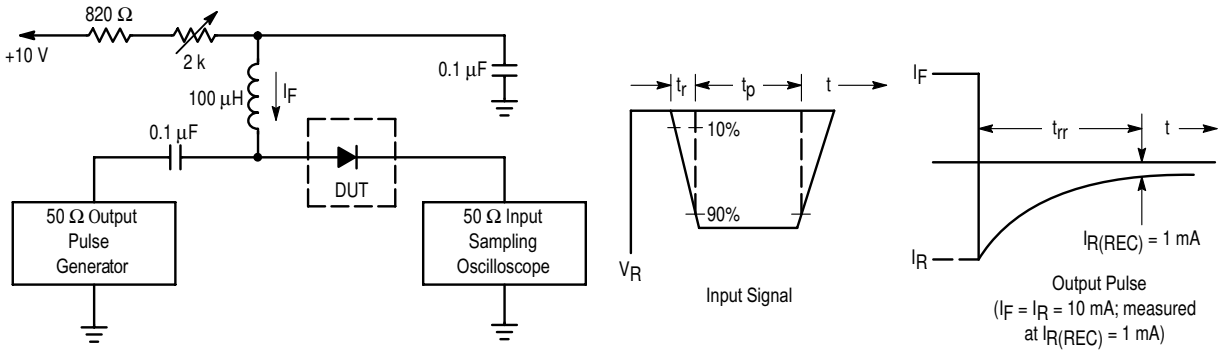 820 Ω
+10 V
2 k
100 μH
I_F
0.1 μF
0.1 μF
DUT
50 Ω Output
Pulse
Generator
50 Ω Input
Sampling
Oscilloscope
t_r
t_p
t
10%
90%
V_R
Input Signal
I_F
t_rr
t
I_R
I_R(REC) = 1 mA
Output Pulse
(I_F = I_R = 10 mA; measured
at I_R(REC) = 1 mA)